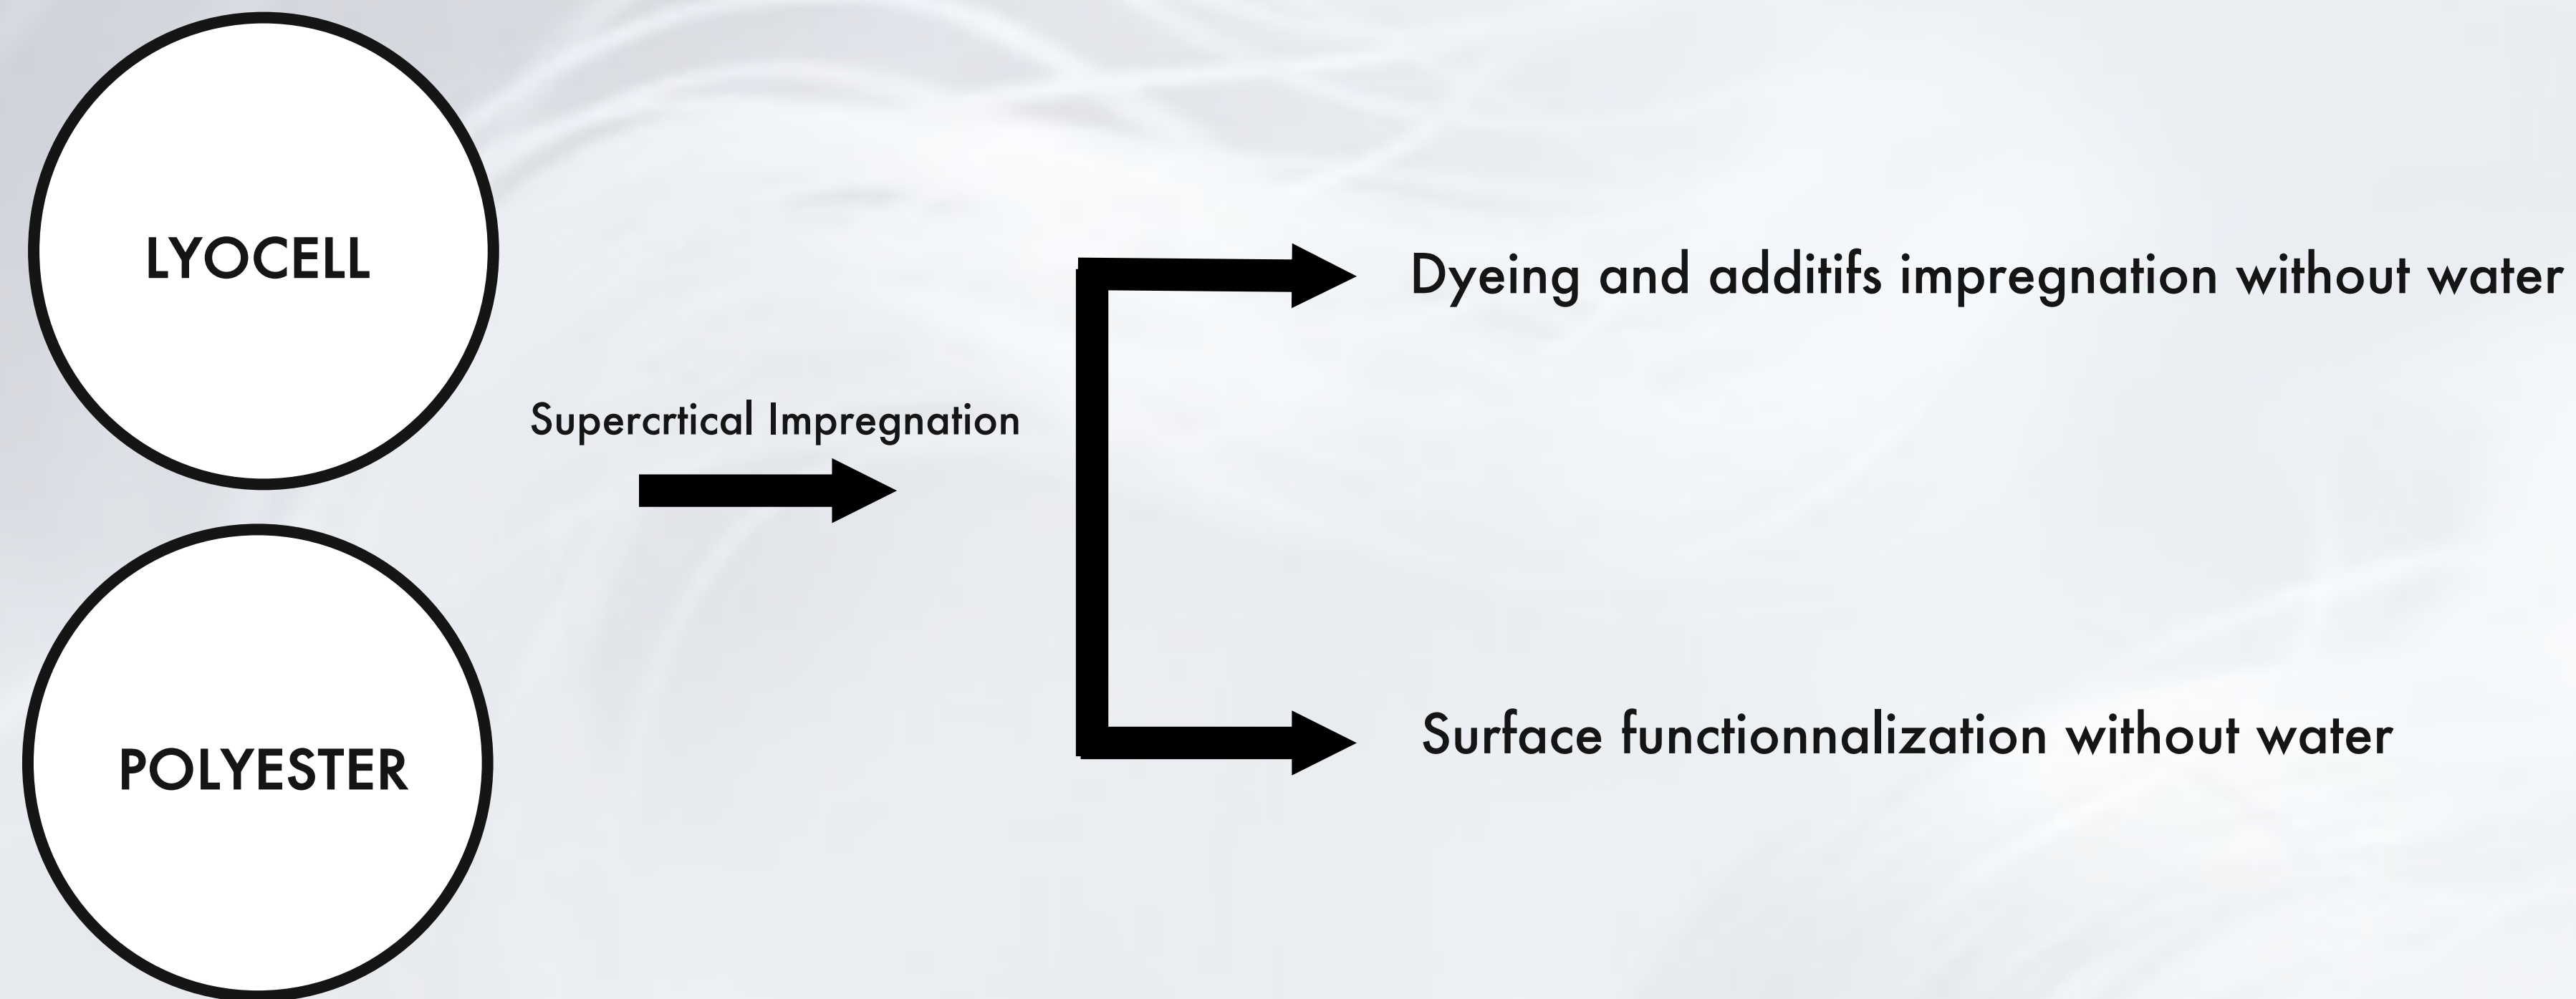 LYOCELL
Supercrtical Impregnation
POLYESTER
Dyeing and additifs impregnation without water
Surface functionnalization without water